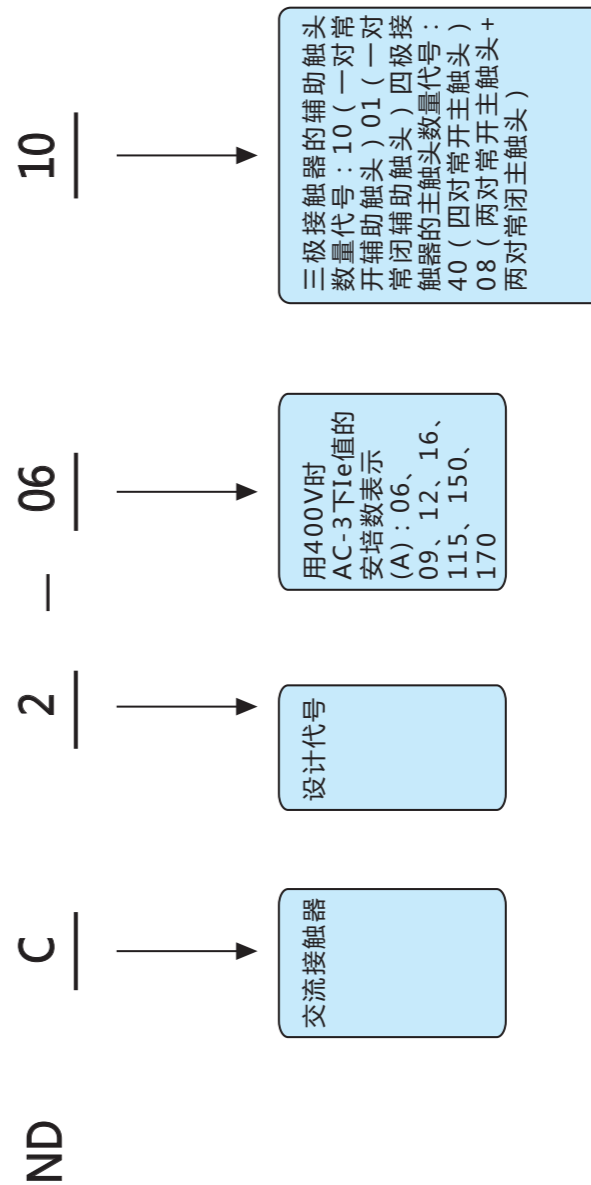 ND C 2 — 06 10
交流接触器
设计代号
用400V时
AC-3下Ie值的
安培数表示
(A)：06、
09、12、16、
115、150、
170
三极接触器的辅助触头
数量代号：10（一对常
开辅助触头）01（一对
常闭辅助触头）四极接
触器的主触头数量代号：
40（四对常开主触头）
08（两对常开主触头+
两对常闭主触头）